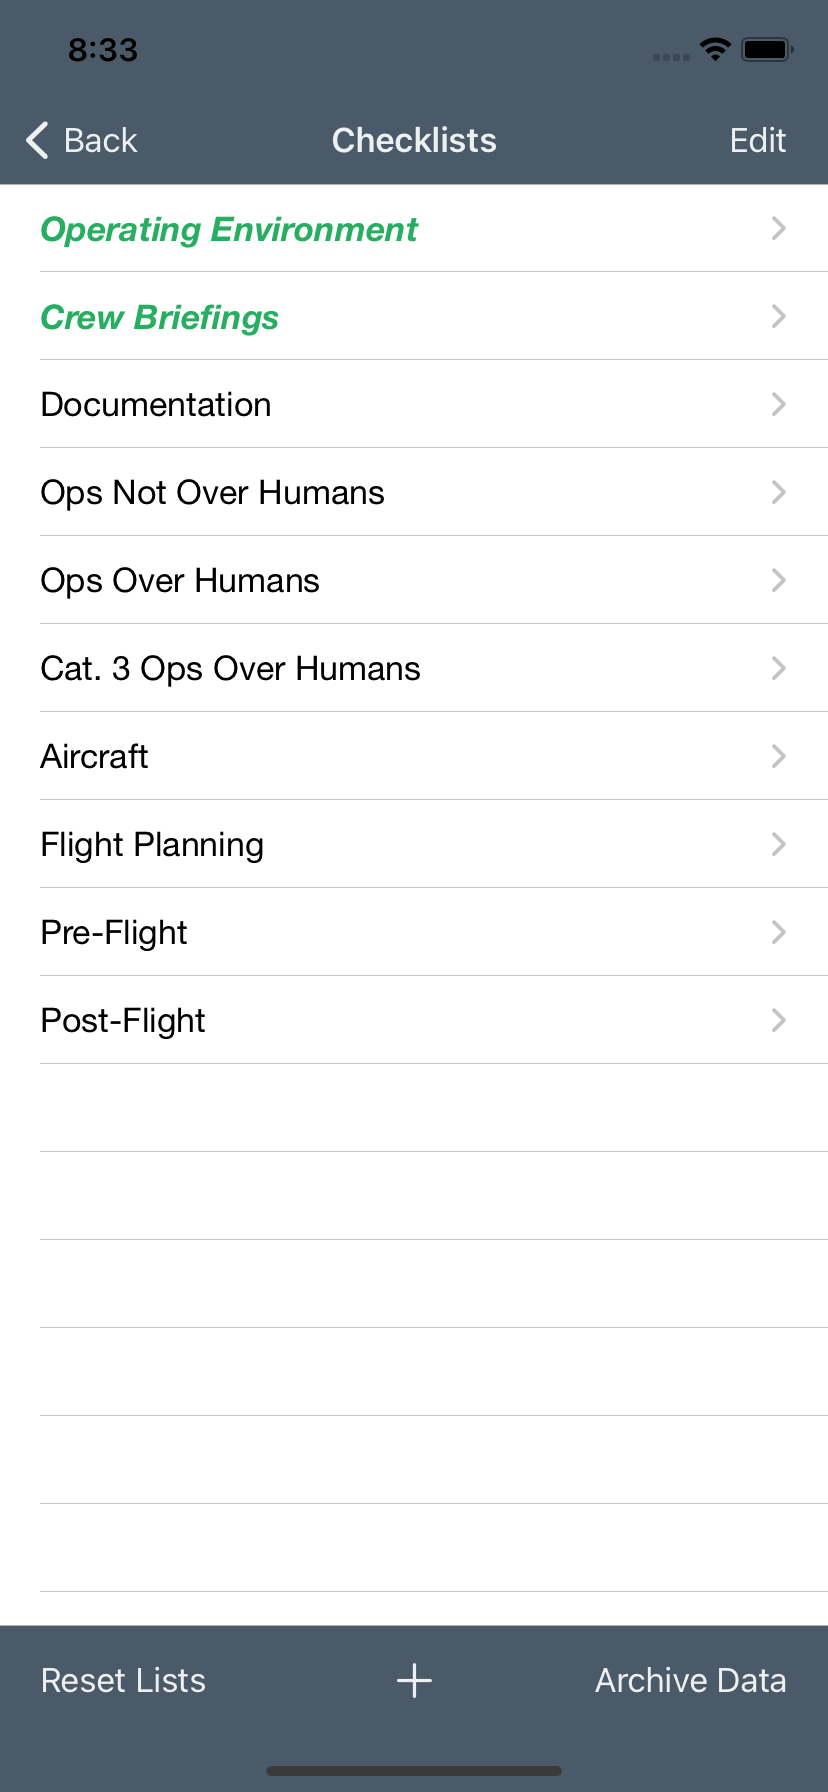 8:33
Back Checklists Edit
Operating Environment
Crew Briefings
Documentation
Ops Not Over Humans
Ops Over Humans
Cat. 3 Ops Over Humans
Aircraft
Flight Planning
Pre-Flight
Post-Flight
Reset Lists + Archive Data